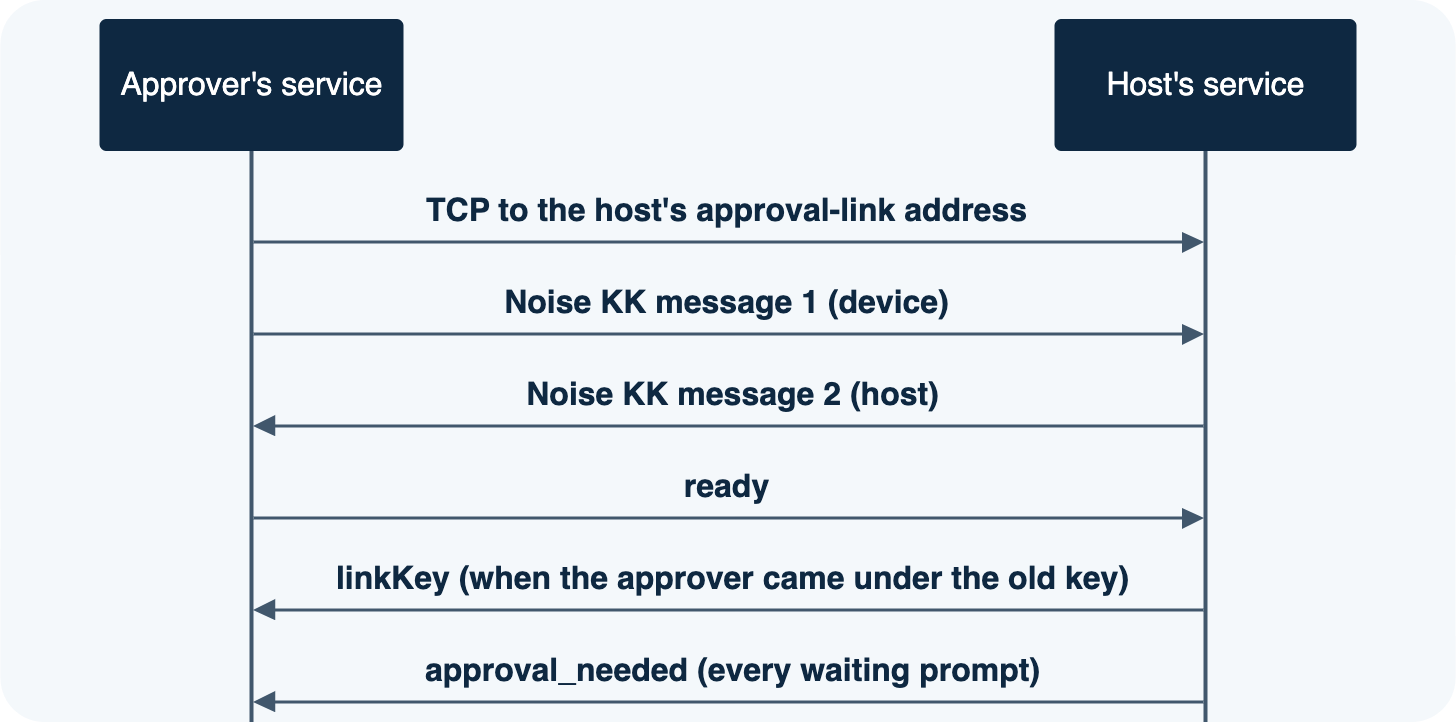 Approver's service
Host's service
TCP to the host's approval-link address
Noise KK message 1 (device)
Noise KK message 2 (host)
ready
linkKey (when the approver came under the old key)
approval_needed (every waiting prompt)